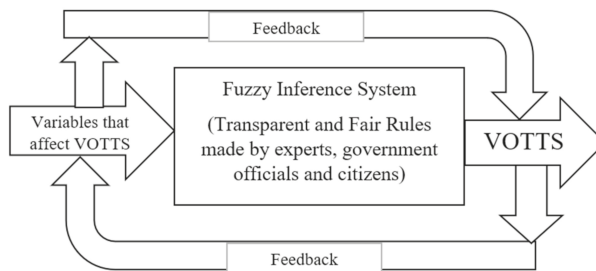 Feedback
Fuzzy Inference System
(Transparent and Fair Rules
made by experts, government
officials and citizens)
Variables that
affect VOTTS
VOTTS
Feedback